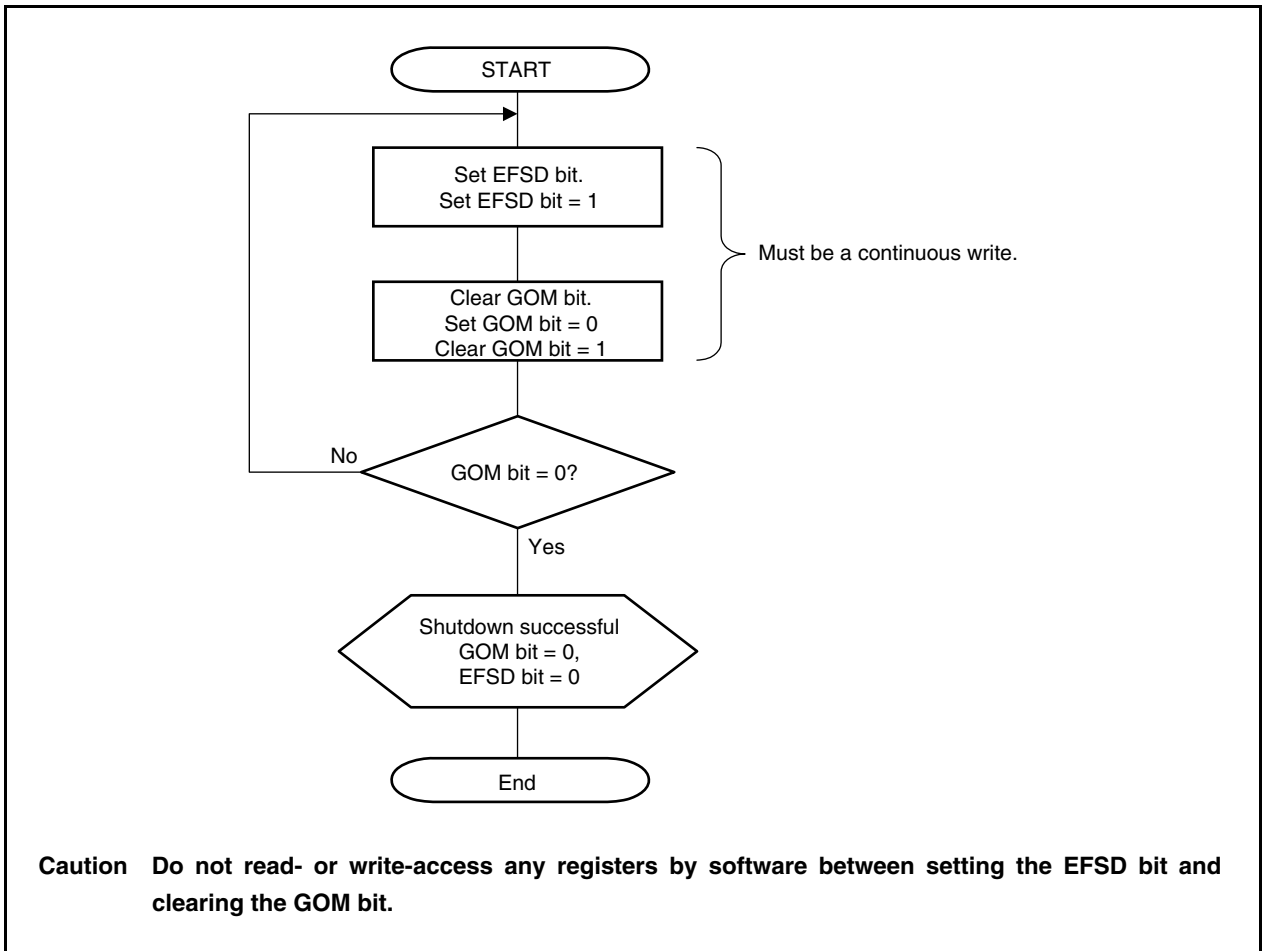 START
Set EFSD bit.
Set EFSD bit = 1
Must be a continuous write.
Clear GOM bit.
Set GOM bit = 0
Clear GOM bit = 1
No
GOM bit = 0?
Yes
Shutdown successful
GOM bit = 0,
EFSD bit = 0
End
Caution Do not read- or write-access any registers by software between setting the EFSD bit and
clearing the GOM bit.